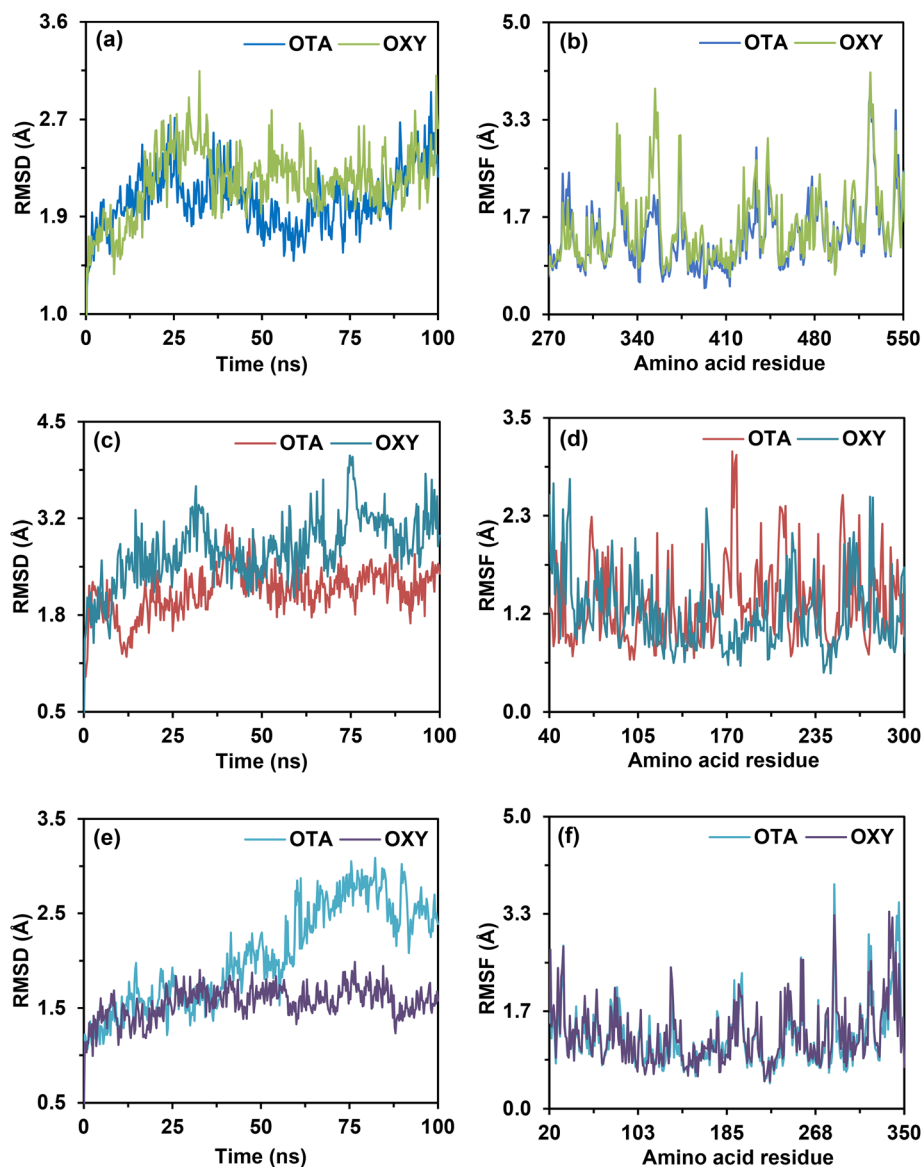 (a) OTA OXY
RMSD (Å)
3.6
2.7
1.9
1.0
0 25 50 75 100
Time (ns)
(b) OTA OXY
RMSF (Å)
5.0
3.3
1.7
0.0
270 340 410 480 550
Amino acid residue
(c) OTA OXY
RMSD (Å)
4.5
3.2
1.8
0.5
0 25 50 75 100
Time (ns)
(d) OTA OXY
RMSF (Å)
3.5
2.3
1.2
0.0
40 105 170 235 300
Amino acid residue
(e) OTA OXY
RMSD (Å)
3.5
2.5
1.5
0.5
0 25 50 75 100
Time (ns)
(f) OTA OXY
RMSF (Å)
5.0
3.3
1.7
0.0
20 103 185 268 350
Amino acid residue